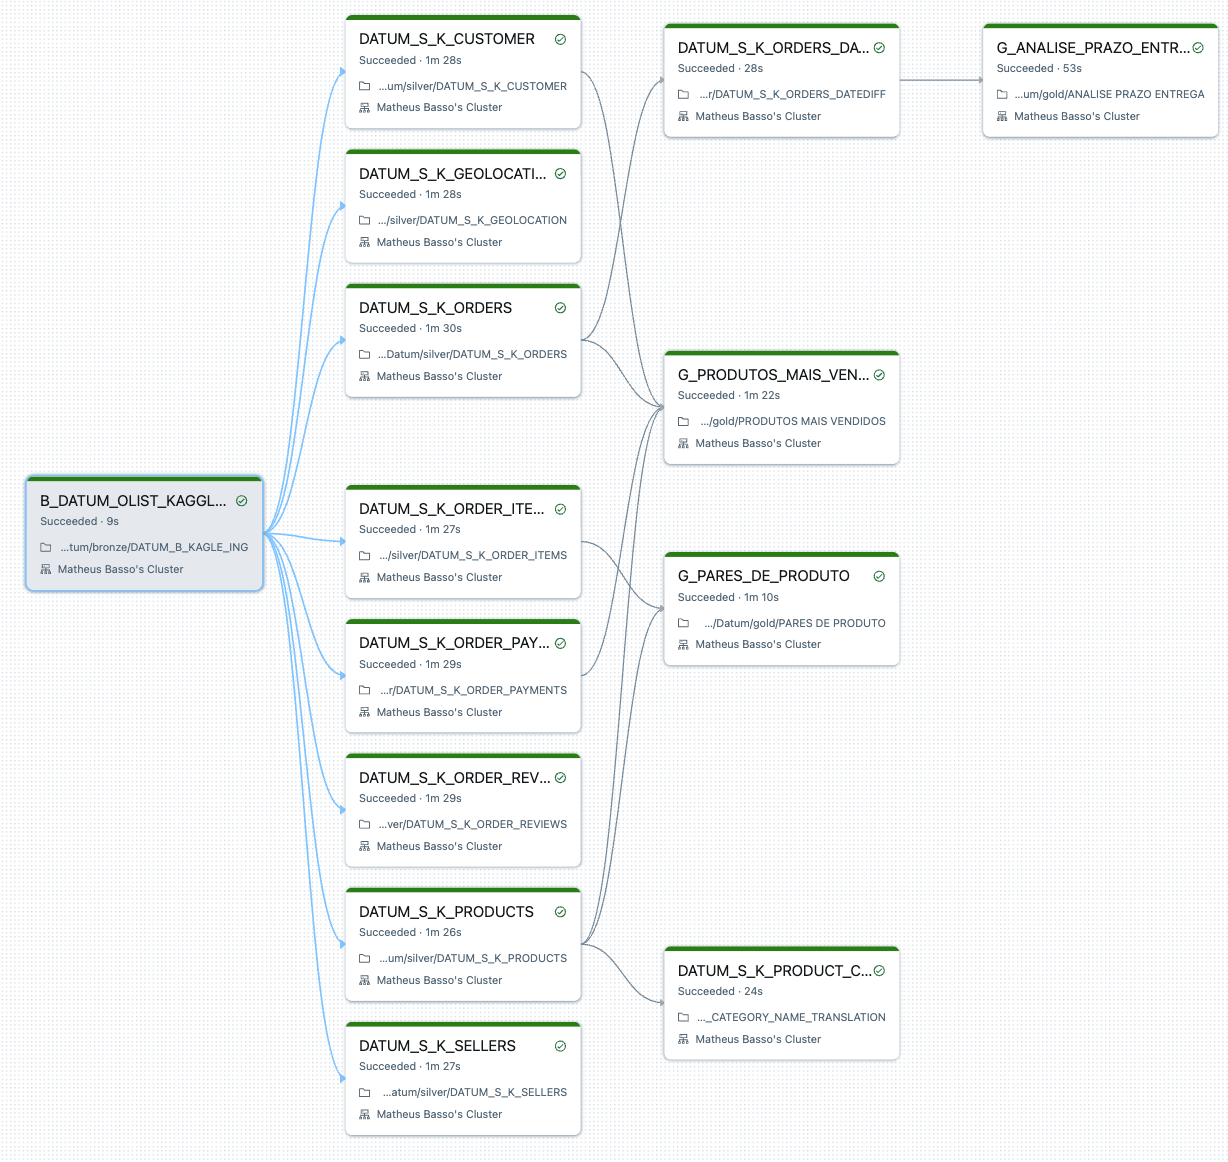 DATUM_S_K_CUSTOMER
Succeeded · 1m 28s
...um/silver/DATUM_S_K_CUSTOMER
Matheus Basso's Cluster
DATUM_S_K_GEOLOCATI...
Succeeded · 1m 28s
.../silver/DATUM_S_K_GEOLOCATION
Matheus Basso's Cluster
DATUM_S_K_ORDERS
Succeeded · 1m 30s
...Datum/silver/DATUM_S_K_ORDERS
Matheus Basso's Cluster
B_DATUM_OLIST_KAGGL...
Succeeded · 9s
...tum/bronze/DATUM_B_KAGLE_ING
Matheus Basso's Cluster
DATUM_S_K_ORDER_ITE...
Succeeded · 1m 27s
.../silver/DATUM_S_K_ORDER_ITEMS
Matheus Basso's Cluster
DATUM_S_K_ORDER_PAY...
Succeeded · 1m 29s
...r/DATUM_S_K_ORDER_PAYMENTS
Matheus Basso's Cluster
DATUM_S_K_ORDER_REV...
Succeeded · 1m 29s
...ver/DATUM_S_K_ORDER_REVIEWS
Matheus Basso's Cluster
DATUM_S_K_PRODUCTS
Succeeded · 1m 26s
...um/silver/DATUM_S_K_PRODUCTS
Matheus Basso's Cluster
DATUM_S_K_SELLERS
Succeeded · 1m 27s
...atum/silver/DATUM_S_K_SELLERS
Matheus Basso's Cluster
DATUM_S_K_ORDERS_DA...
Succeeded · 28s
...r/DATUM_S_K_ORDERS_DATEDIFF
Matheus Basso's Cluster
G_PRODUTOS_MAIS_VEN...
Succeeded · 1m 22s
.../gold/PRODUTOS MAIS VENDIDOS
Matheus Basso's Cluster
G_PARES_DE_PRODUTO
Succeeded · 1m 10s
.../Datum/gold/PARES DE PRODUTO
Matheus Basso's Cluster
DATUM_S_K_PRODUCT_C...
Succeeded · 24s
..._CATEGORY_NAME_TRANSLATION
Matheus Basso's Cluster
G_ANALISE_PRAZO_ENTR...
Succeeded · 53s
...um/gold/ANALISE PRAZO ENTREGA
Matheus Basso's Cluster